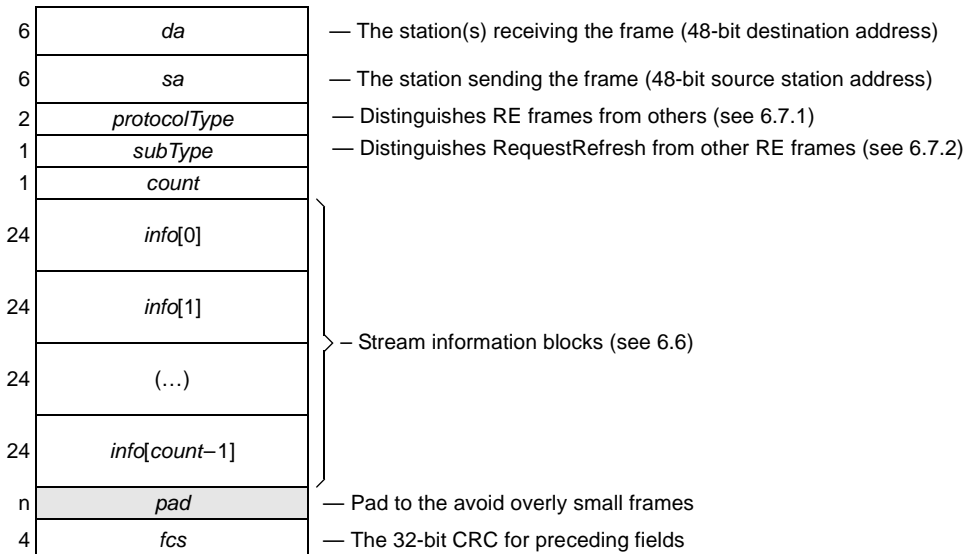 6 da — The station(s) receiving the frame (48-bit destination address)
6 sa — The station sending the frame (48-bit source station address)
2 protocolType — Distinguishes RE frames from others (see 6.7.1)
1 subType — Distinguishes RequestRefresh from other RE frames (see 6.7.2)
1 count
24 info[0]
24 info[1]
– Stream information blocks (see 6.6)
24 (…)
24 info[count–1]
n pad — Pad to the avoid overly small frames
4 fcs — The 32-bit CRC for preceding fields